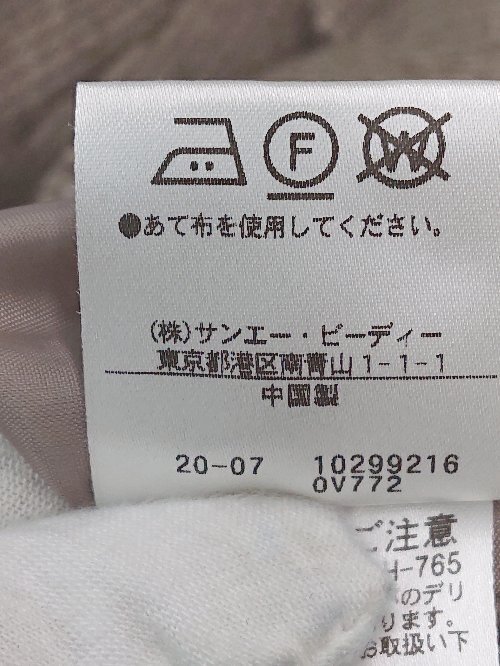 F W
●あて布を使用してください。
(株)サンエー・ビーディー
東京都港区南青山1-1-1
中国製
20-07 10299216
0V772
ご注意
H-765
のデリ
ります。
お取扱い下